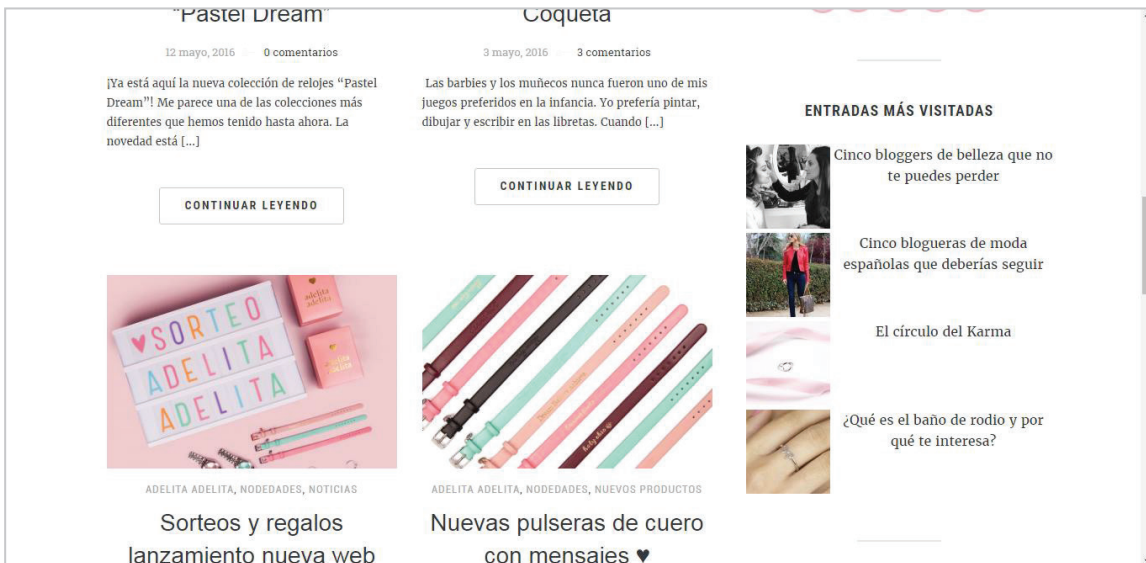 “Pastel Dream”
12 mayo, 2016
0 comentarios
¡Ya está aquí la nueva colección de relojes “Pastel
Dream”! Me parece una de las colecciones más
diferentes que hemos tenido hasta ahora. La
novedad está [...]
CONTINUAR LEYENDO
Coqueta
3 mayo, 2016
3 comentarios
Las barbies y los muñecos nunca fueron uno de mis
juegos preferidos en la infancia. Yo prefería pintar,
dibujar y escribir en las libretas. Cuando [...]
CONTINUAR LEYENDO
♥SORTEO
ADELITA
ADELITA
adelita
adelita
ADELITA ADELITA, NODEDADES, NOTICIAS
Sorteos y regalos
lanzamiento nueva web
baby chic
ADELITA ADELITA, NODEDADES, NUEVOS PRODUCTOS
Nuevas pulseras de cuero
con mensajes ♥
ENTRADAS MÁS VISITADAS
Cinco bloggers de belleza que no
te puedes perder
Cinco blogueras de moda
españolas que deberías seguir
El círculo del Karma
¿Qué es el baño de rodio y por
qué te interesa?